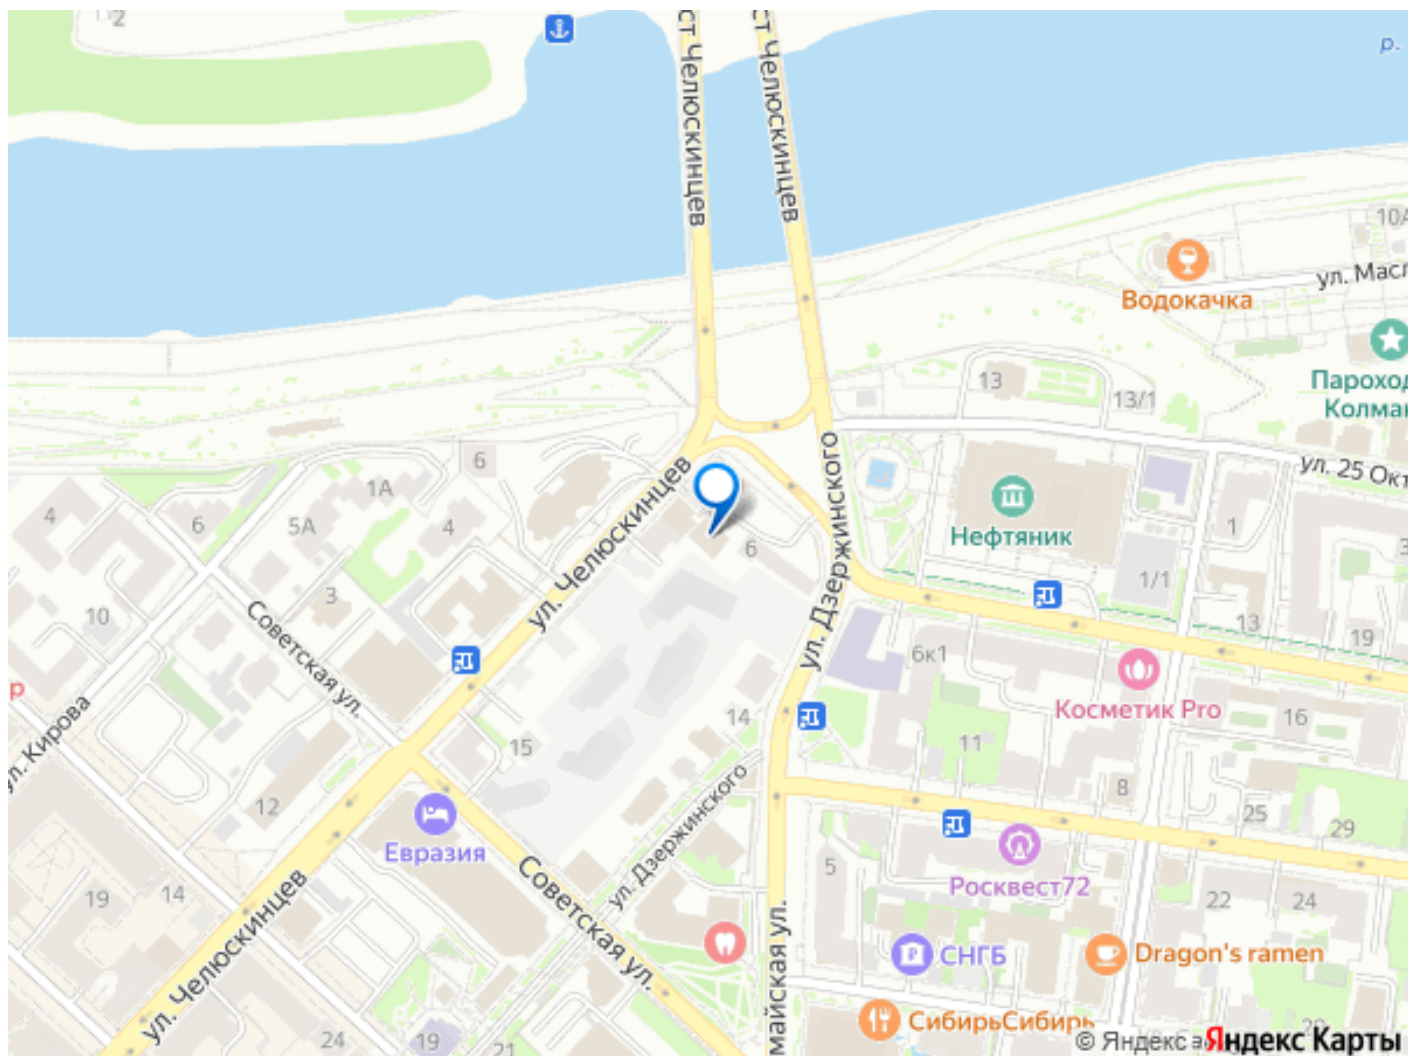 2
ст Челюскинцев
ст Челюскинцев
р.
10А
Водокачка
ул. Масл
Пароход
Колмак
13
13/1
ул. 25 Окт
6
1А
4
6
5А
4
3
10
ул. Челюскинцев
6
ул. Дзержинского
Нефтяник
1
1/1
3
13
19
Советская ул.
р
ул. Кирова
6к1
Косметик Pro
16
14
15
11
8
12
Евразия
25
29
ул. Дзержинского
5
Росквест72
22
24
19
14
ул. Челюскинцев
Советская ул.
майская ул.
СНГБ
Dragon's ramen
СибирьСибирь
24
19
21
© Яндекс
Яндекс Карты